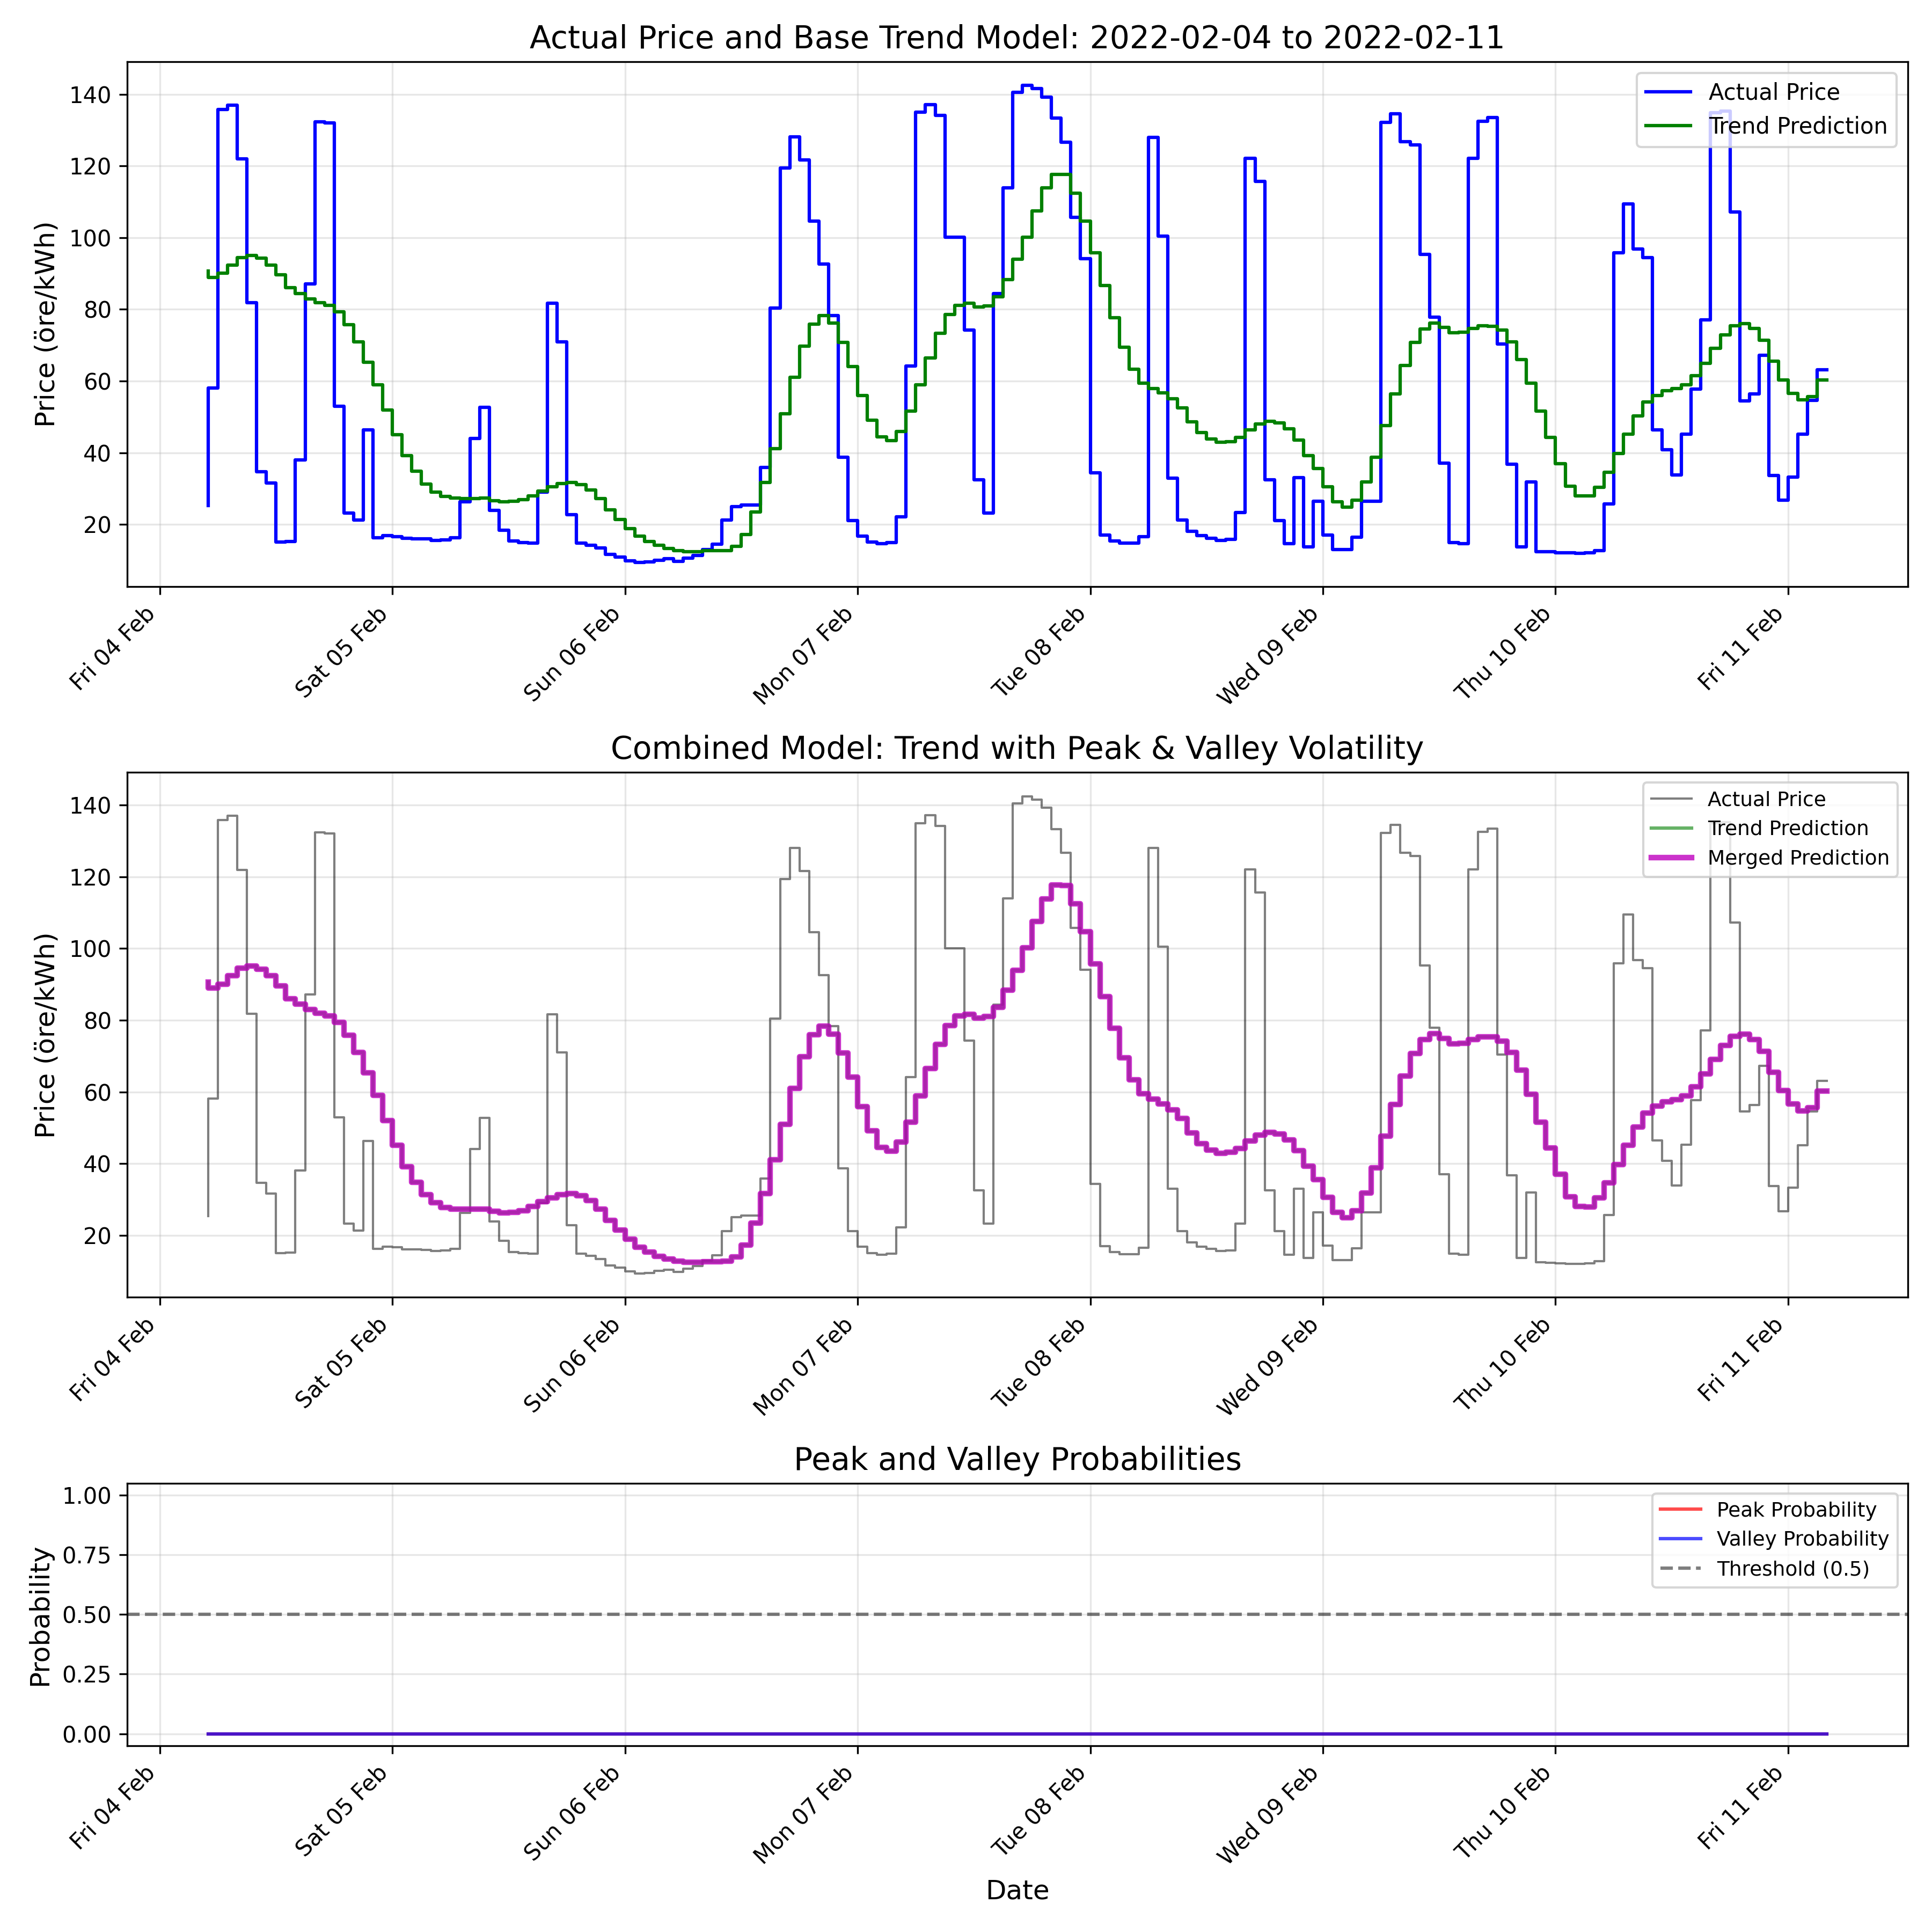 Actual Price and Base Trend Model: 2022-02-04 to 2022-02-11
Price (öre/kWh)
140
120
100
80
60
40
20
Actual Price
Trend Prediction
Fri 04 Feb
Sat 05 Feb
Sun 06 Feb
Mon 07 Feb
Tue 08 Feb
Wed 09 Feb
Thu 10 Feb
Fri 11 Feb
Combined Model: Trend with Peak & Valley Volatility
Price (öre/kWh)
140
120
100
80
60
40
20
Actual Price
Trend Prediction
Merged Prediction
Fri 04 Feb
Sat 05 Feb
Sun 06 Feb
Mon 07 Feb
Tue 08 Feb
Wed 09 Feb
Thu 10 Feb
Fri 11 Feb
Peak and Valley Probabilities
Probability
1.00
0.75
0.50
0.25
0.00
Peak Probability
Valley Probability
Threshold (0.5)
Fri 04 Feb
Sat 05 Feb
Sun 06 Feb
Mon 07 Feb
Tue 08 Feb
Wed 09 Feb
Thu 10 Feb
Fri 11 Feb
Date